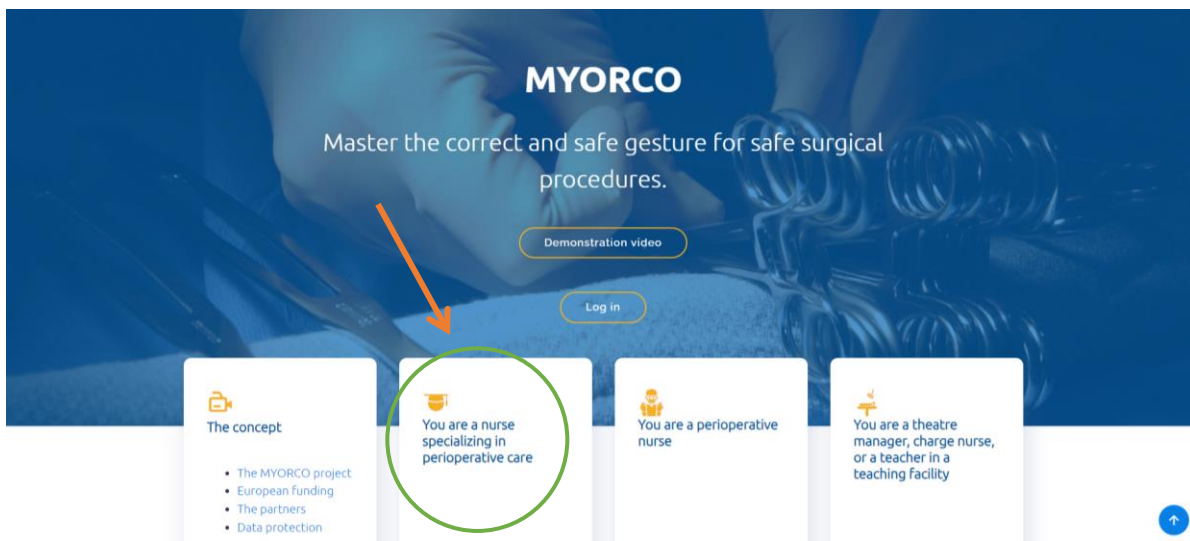 MYORCO
Master the correct and safe gesture for safe surgical
procedures.
Demonstration video
Log in
The concept
• The MYORCO project
• European funding
• The partners
• Data protection
You are a nurse
specializing in
perioperative care
You are a perioperative
nurse
You are a theatre
manager, charge nurse,
or a teacher in a
teaching facility